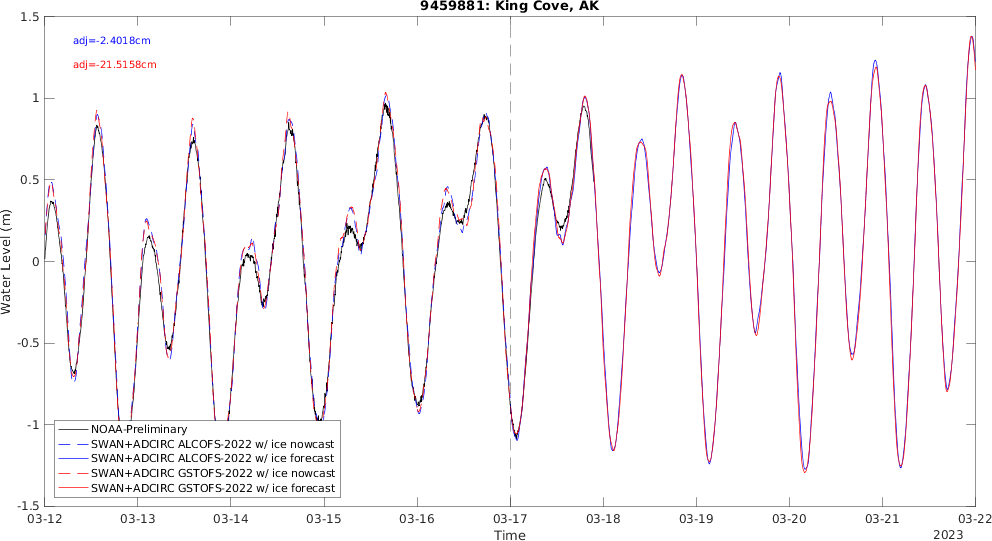 9459881: King Cove, AK
adj=-2.4018cm
adj=-21.5158cm
Water Level (m)
1.5
1
0.5
0
-0.5
-1
-1.5
NOAA-Preliminary
SWAN+ADCIRC ALCOFS-2022 w/ ice nowcast
SWAN+ADCIRC ALCOFS-2022 w/ ice forecast
SWAN+ADCIRC GSTOFS-2022 w/ ice nowcast
SWAN+ADCIRC GSTOFS-2022 w/ ice forecast
03-12 03-13 03-14 03-15 03-16 03-17 03-18 03-19 03-20 03-21 03-22
Time
2023